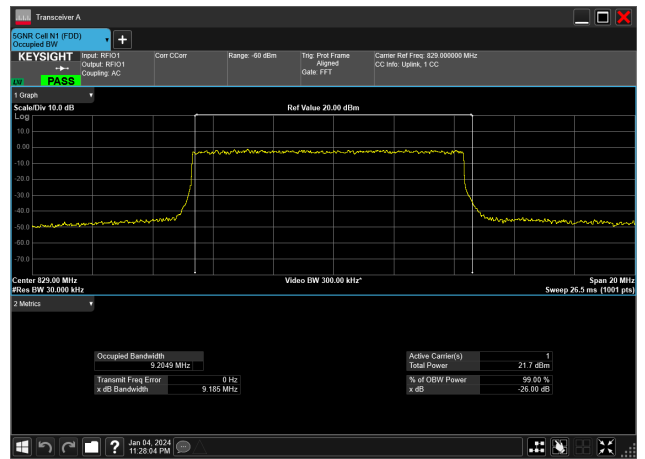 Transceiver A
5GNR Cell N1 (FDD)
Occupied BW
KEYSIGHT
PASS
Input: RFIO1
Output: RFIO1
Coupling: AC
Corr CCorr
Range: -60 dBm
Trig: Prot Frame
Aligned
Gate: FFT
Carrier Ref Freq: 829.000000 MHz
CC Info: Uplink, 1 CC
1 Graph
Scale/Div 10.0 dB
Ref Value 20.00 dBm
Log
10.0
0.00
-10.0
-20.0
-30.0
-40.0
-50.0
-60.0
-70.0
Center 829.00 MHz
Video BW 300.00 kHz*
Span 20 MHz
#Res BW 30.000 kHz
Sweep 26.5 ms (1001 pts)
2 Metrics
Occupied Bandwidth
9.2049 MHz
Active Carrier(s) 1
Total Power 21.7 dBm
Transmit Freq Error 0 Hz
x dB Bandwidth 9.185 MHz
% of OBW Power 99.00 %
x dB -26.00 dB
Jan 04, 2024
11:28:04 PM